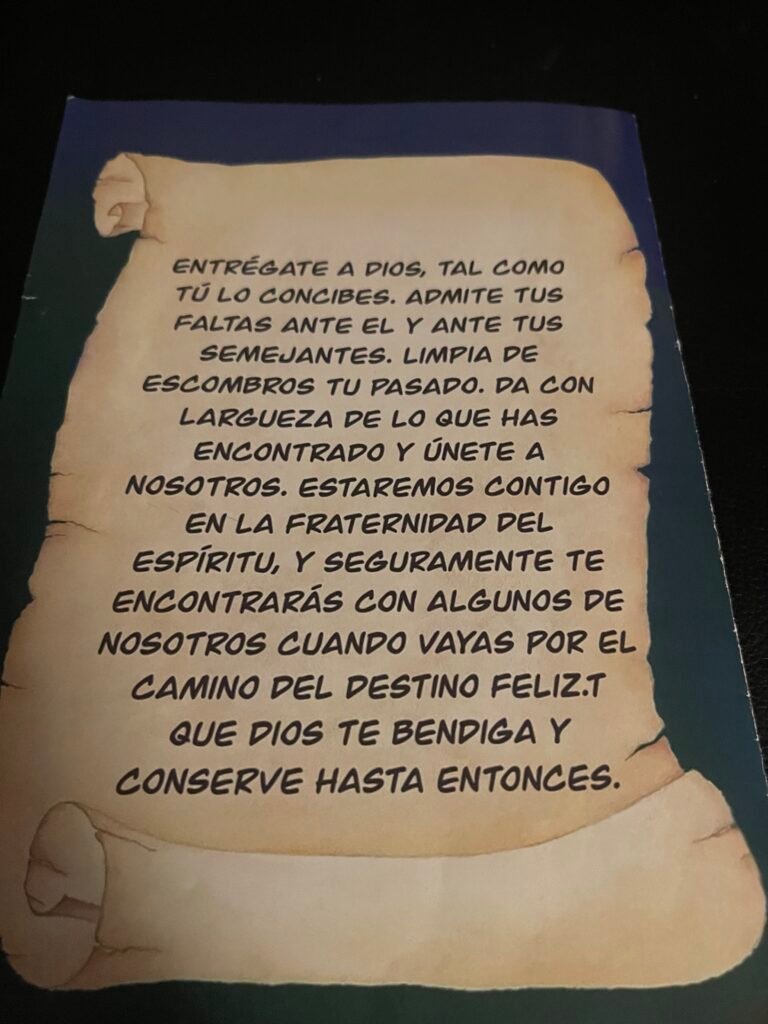 ENTRÉGATE A DIOS, TAL COMO
TÚ LO CONCIBES. ADMITE TUS
FALTAS ANTE EL Y ANTE TUS
SEMEJANTES. LIMPIA DE
ESCOMBROS TU PASADO. DA CON
LARGUEZA DE LO QUE HAS
ENCONTRADO Y ÚNETE A
NOSOTROS. ESTAREMOS CONTIGO
EN LA FRATERNIDAD DEL
ESPÍRITU, Y SEGURAMENTE TE
ENCONTRARÁS CON ALGUNOS DE
NOSOTROS CUANDO VAYAS POR EL
CAMINO DEL DESTINO FELIZ.T
QUE DIOS TE BENDIGA Y
CONSERVE HASTA ENTONCES.